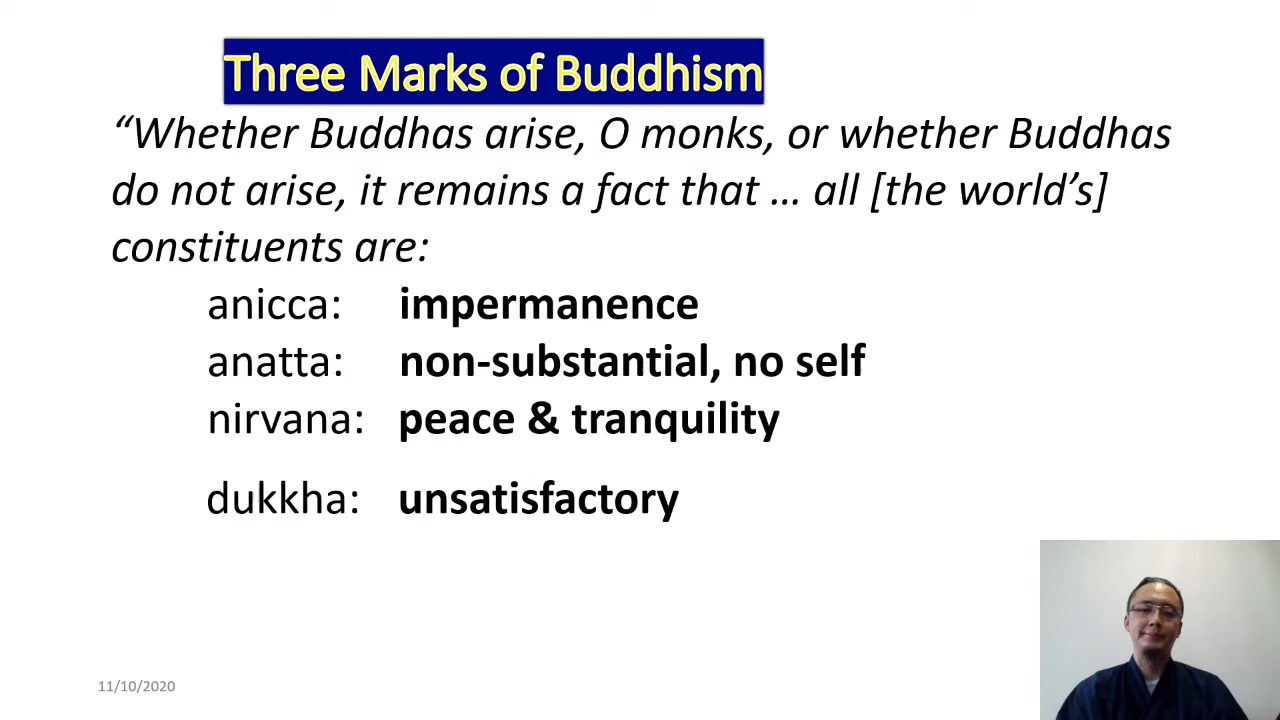 Three Marks of Buddhism
“Whether Buddhas arise, O monks, or whether Buddhas
do not arise, it remains a fact that … all [the world’s]
constituents are:
anicca: impermanence
anatta: non-substantial, no self
nirvana: peace & tranquility
dukkha: unsatisfactory
11/10/2020